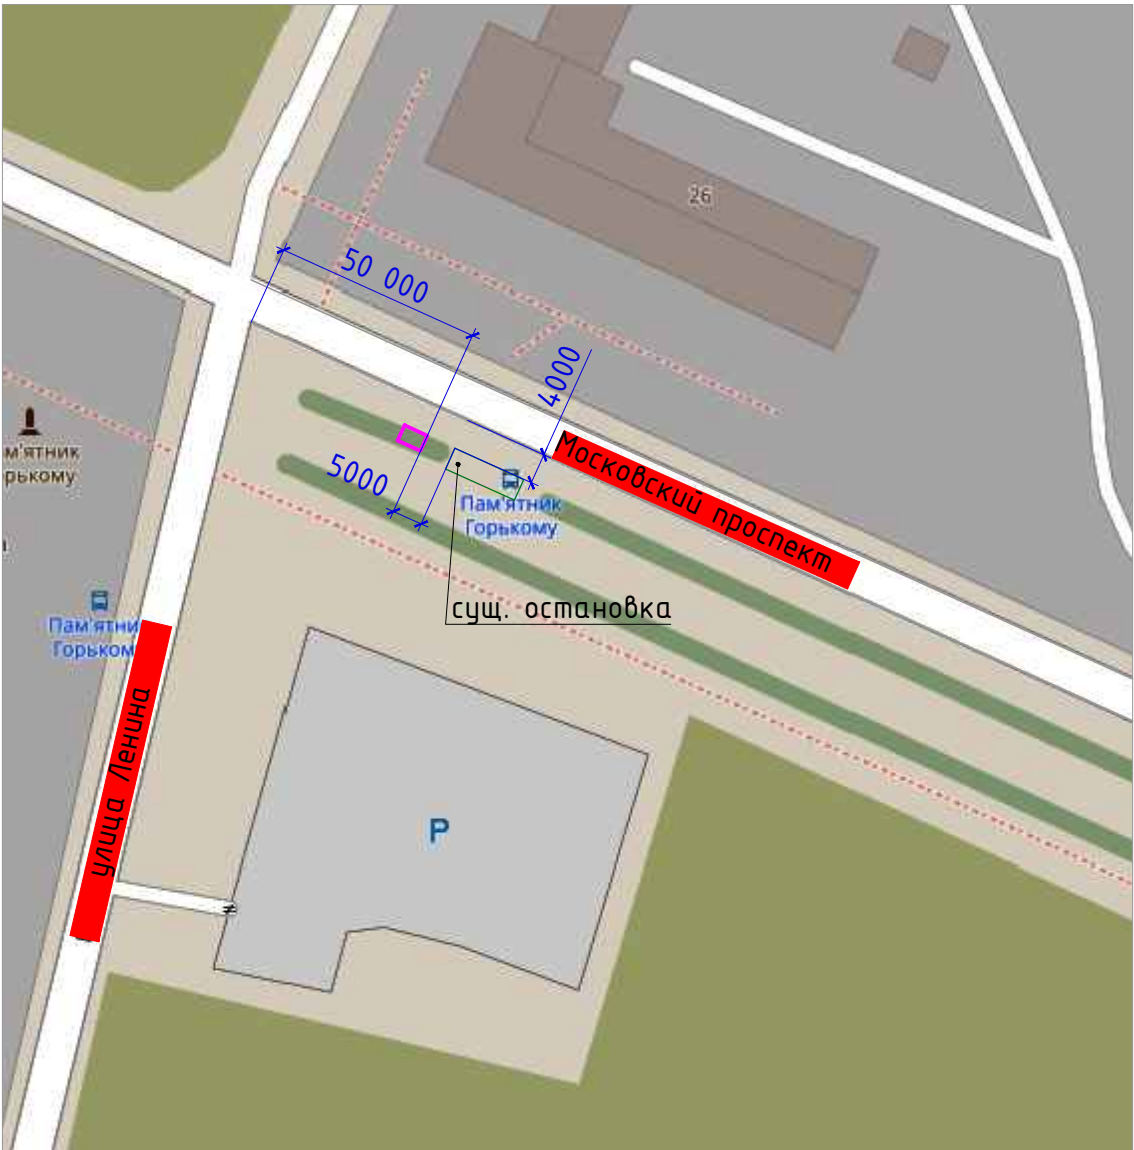 26
50 000
4000
Московский проспект
м'ятник
рькому
5000
Пам'ятник
Горькому
сущ. остановка
Пам'ятни
Горьком
улица Ленина
P